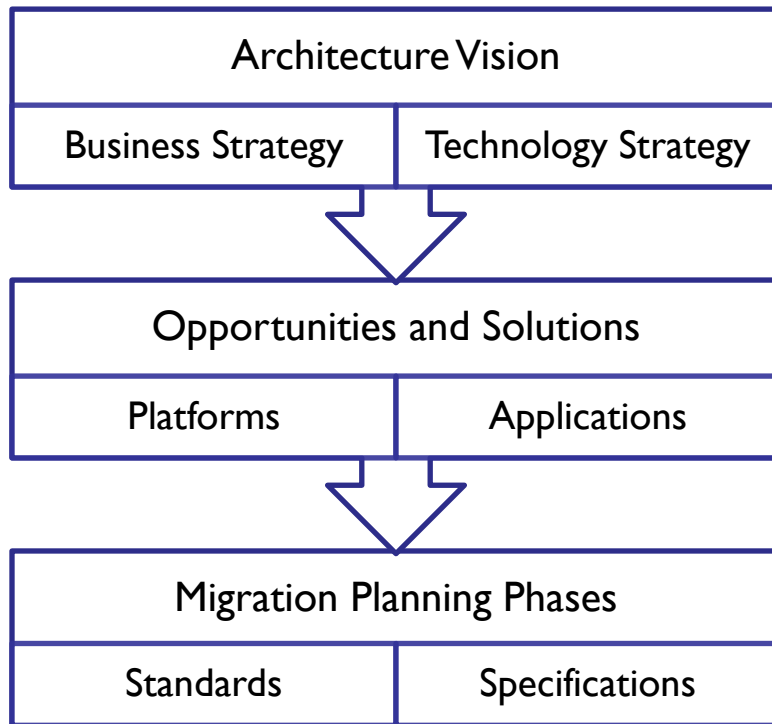 Architecture Vision
Business Strategy
Technology Strategy
Opportunities and Solutions
Platforms
Applications
Migration Planning Phases
Standards
Specifications